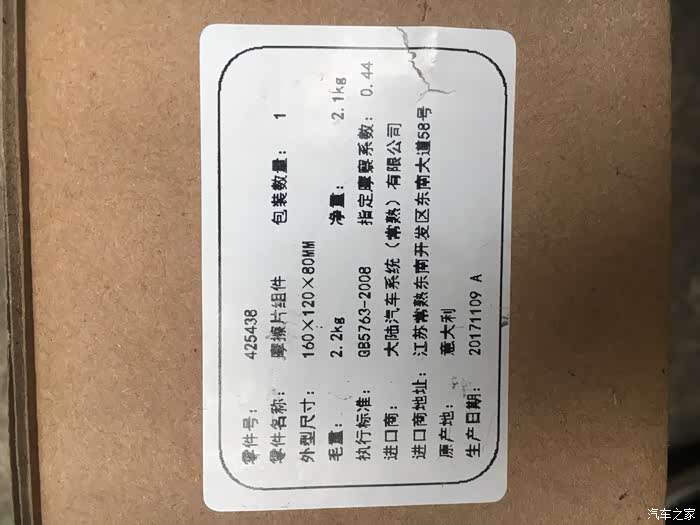 零件号: 425438
零件名称: 摩擦片组件 包装数量: 1
外型尺寸: 160×120×80MM
毛重: 2.2kg 净重: 2.1kg
执行标准: GB5763-2008 指定摩察系数: 0.44
进口商: 大陆汽车系统(常熟)有限公司
进口商地址: 江苏常熟东南开发区东南大道58号
原产地: 意大利
生产日期: 20171109 A
汽车之家